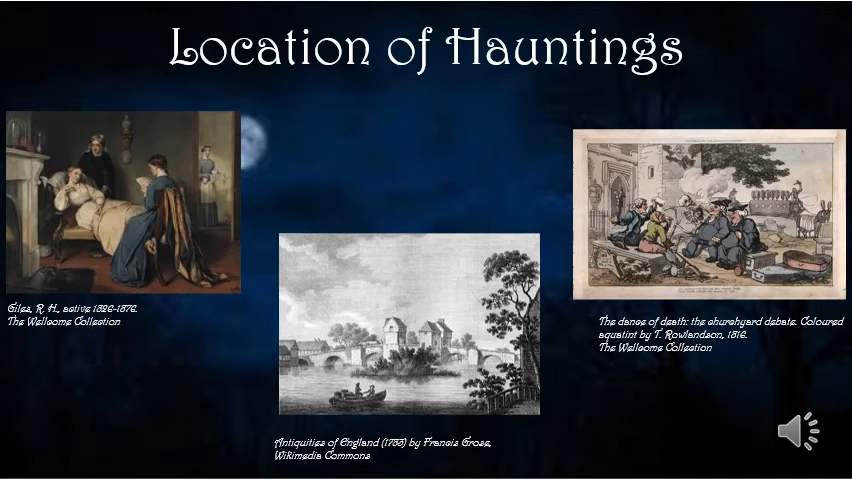 Location of Hauntings
Giles, R. H., active 1826-1876.
The Wellcome Collection
Antiquities of England (1783) by Francis Grose,
Wikimedia Commons
The dance of death: the churchyard debate. Coloured
aquatint by T. Rowlandson, 1816.
The Wellcome Collection